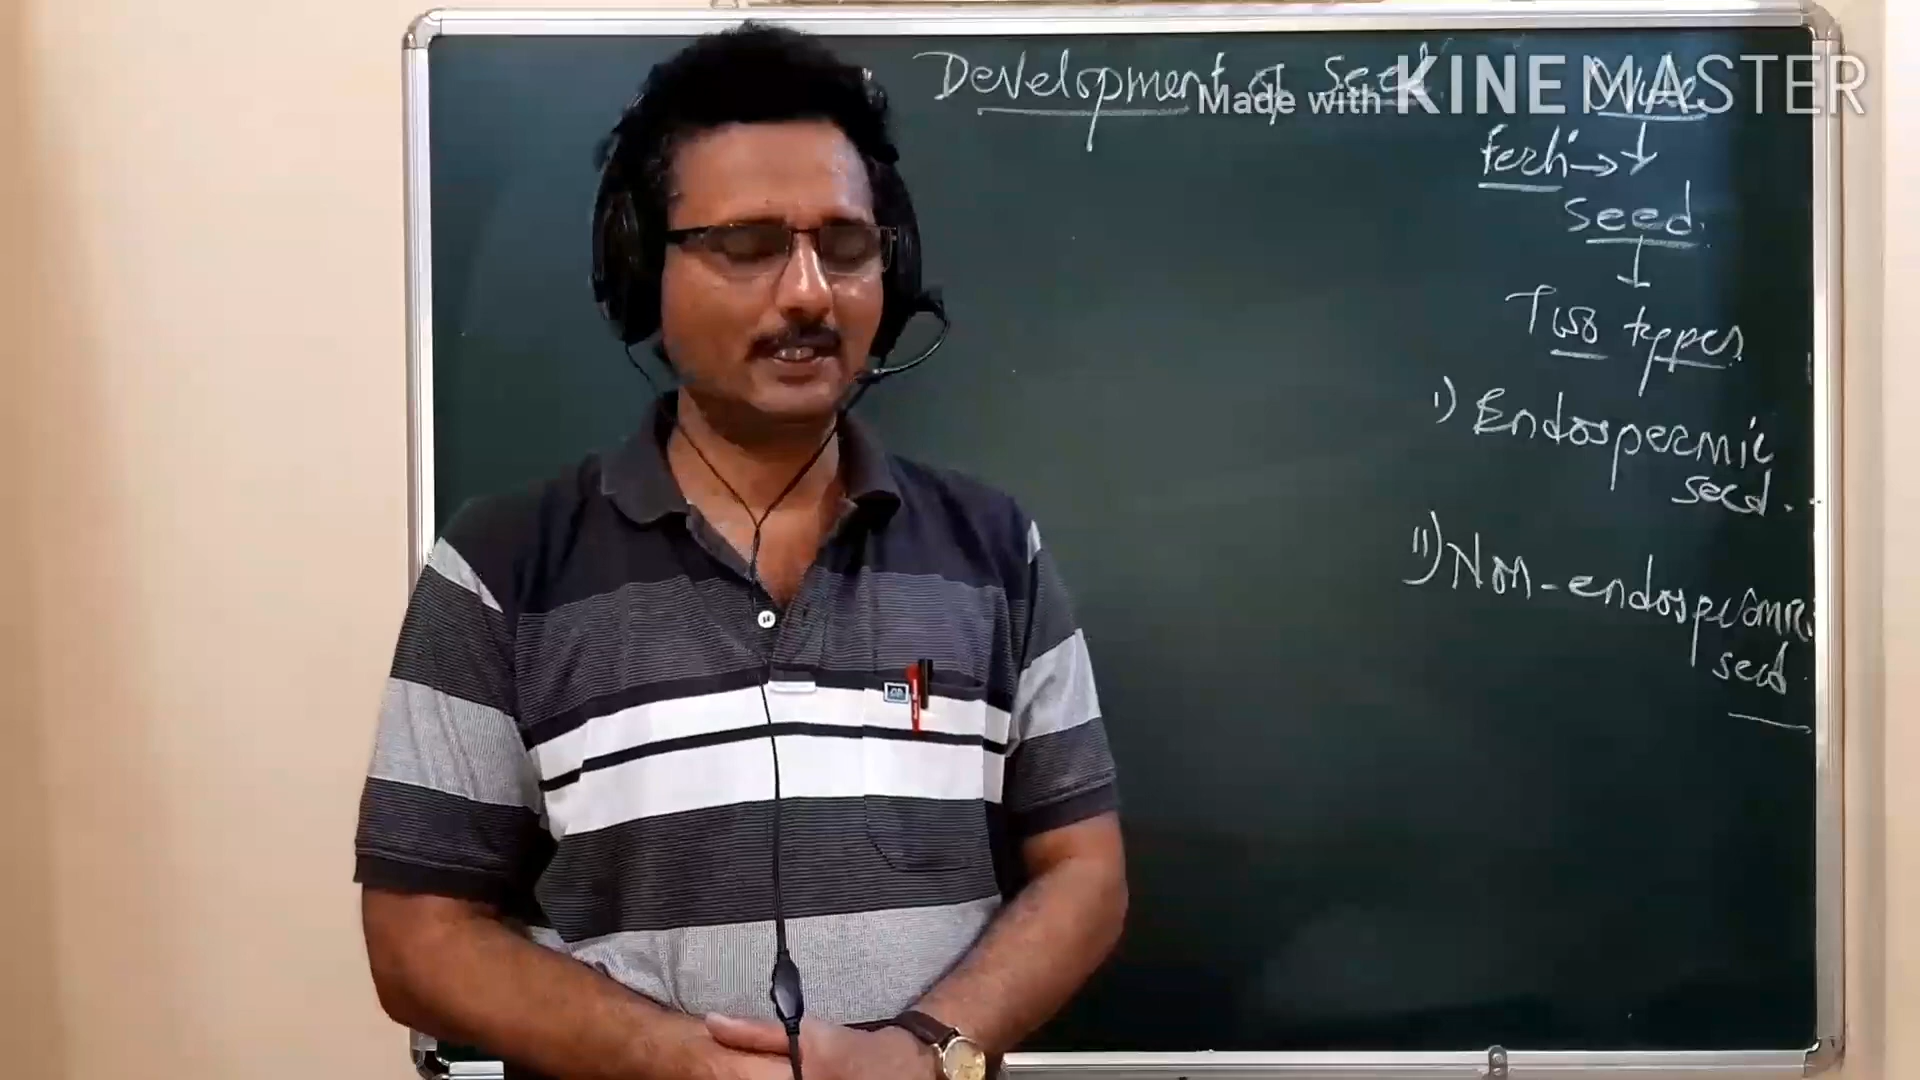 Development of Seed
Made with KINEMASTER
Ovule
Ferti →
Seed
Two types
i) Endospermic
seed.
ii) Non-endospermic
seed